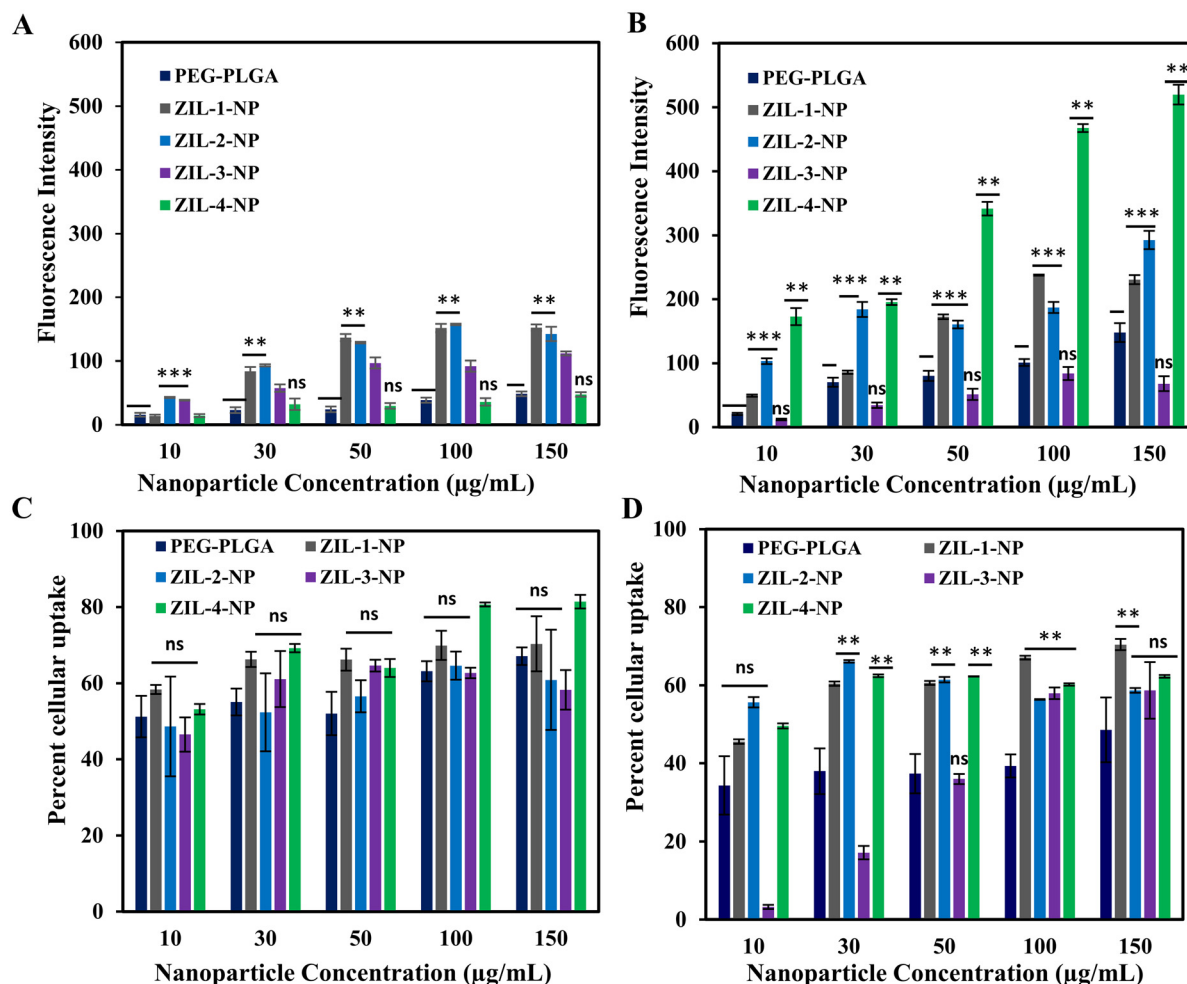 A
600
500
400
300
200
100
0
Fluorescence Intensity
PEG-PLGA
ZIL-1-NP
ZIL-2-NP
ZIL-3-NP
ZIL-4-NP
***
**
ns
**
ns
**
ns
**
ns
10 30 50 100 150
Nanoparticle Concentration (µg/mL)
B
600
500
400
300
200
100
0
Fluorescence Intensity
PEG-PLGA
ZIL-1-NP
ZIL-2-NP
ZIL-3-NP
ZIL-4-NP
***
ns
**
***
ns
**
***
ns
**
***
ns
**
***
ns
**
10 30 50 100 150
Nanoparticle Concentration (µg/mL)
C
100
80
60
40
20
0
Percent cellular uptake
PEG-PLGA ZIL-1-NP
ZIL-2-NP ZIL-3-NP
ZIL-4-NP
ns
ns
ns
ns
ns
10 30 50 100 150
Nanoparticle Concentration (µg/mL)
D
100
80
60
40
20
0
Percent cellular uptake
PEG-PLGA ZIL-1-NP
ZIL-2-NP ZIL-3-NP
ZIL-4-NP
ns
**
**
**
ns
**
**
**
ns
10 30 50 100 150
Nanoparticle Concentration (µg/mL)